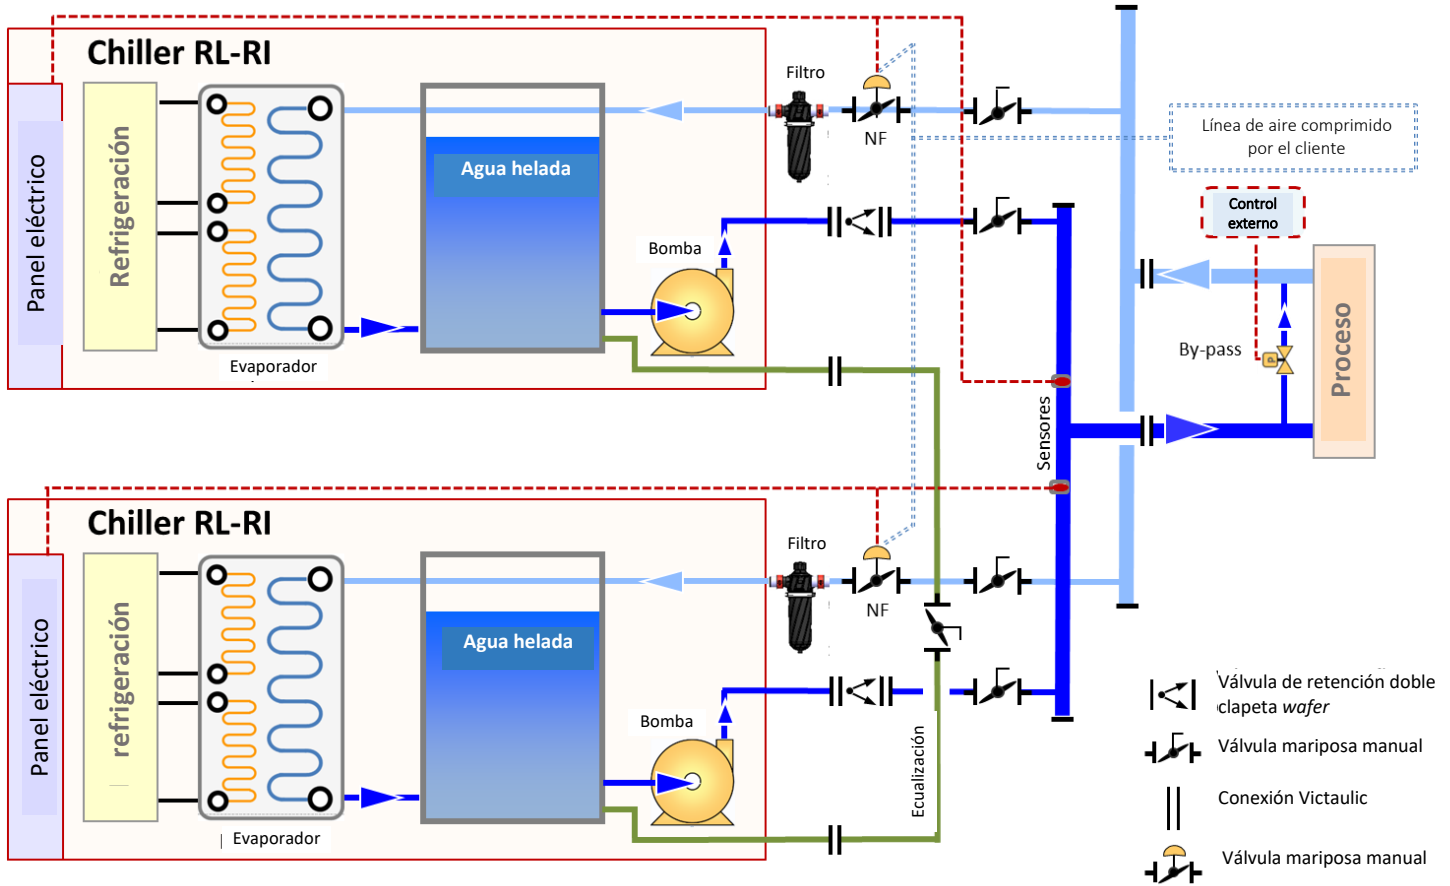 Chiller RL-RI
Panel eléctrico
Refrigeración
Evaporador
Agua helada
Bomba
Filtro
NF
Línea de aire comprimido
por el cliente
Control
externo
By-pass
Proceso
Sensores
Chiller RL-RI
Panel eléctrico
refrigeración
Evaporador
Agua helada
Bomba
Filtro
NF
Ecualización
P
Válvula de retención doble
clapeta wafer
Válvula mariposa manual
Conexión Victaulic
Válvula mariposa manual